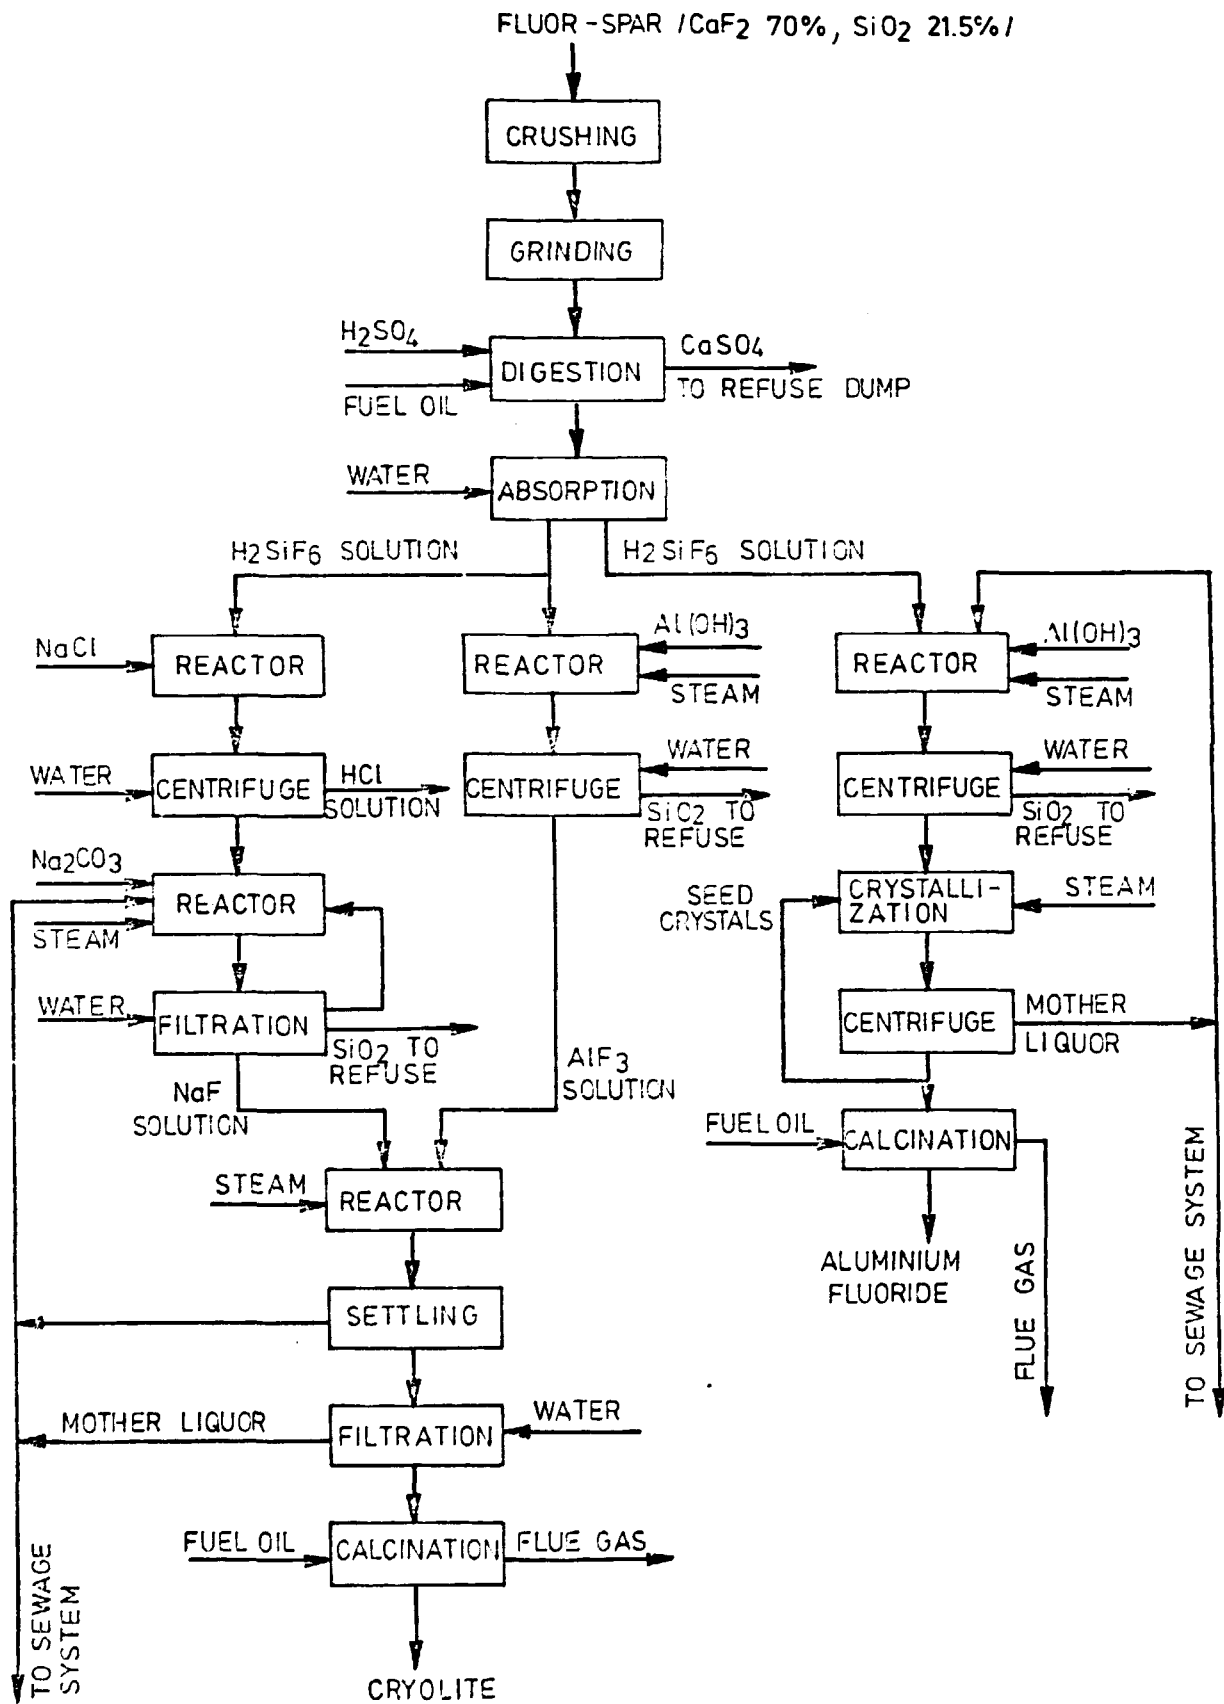 FLUOR-SPAR /CaF2 70%, SiO2 21.5%/
CRUSHING
GRINDING
H2SO4
FUEL OIL
DIGESTION
CaSO4
TO REFUSE DUMP
WATER
ABSORPTION
H2SiF6 SOLUTION
H2SiF6 SOLUTION
NaCl
REACTOR
REACTOR
Al(OH)3
STEAM
REACTOR
Al(OH)3
STEAM
WATER
CENTRIFUGE
HCl
SOLUTION
CENTRIFUGE
WATER
SiO2 TO
REFUSE
CENTRIFUGE
WATER
SiO2 TO
REFUSE
Na2CO3
STEAM
REACTOR
SEED
CRYSTALS
CRYSTALLI-
ZATION
STEAM
WATER
FILTRATION
SiO2 TO
REFUSE
CENTRIFUGE
MOTHER
LIQUOR
NaF
SOLUTION
AlF3
SOLUTION
FUEL OIL
CALCINATION
STEAM
REACTOR
ALUMINIUM
FLUORIDE
FLUE GAS
TO SEWAGE SYSTEM
SETTLING
MOTHER LIQUOR
FILTRATION
WATER
FUEL OIL
CALCINATION
FLUE GAS
TO SEWAGE
SYSTEM
CRYOLITE